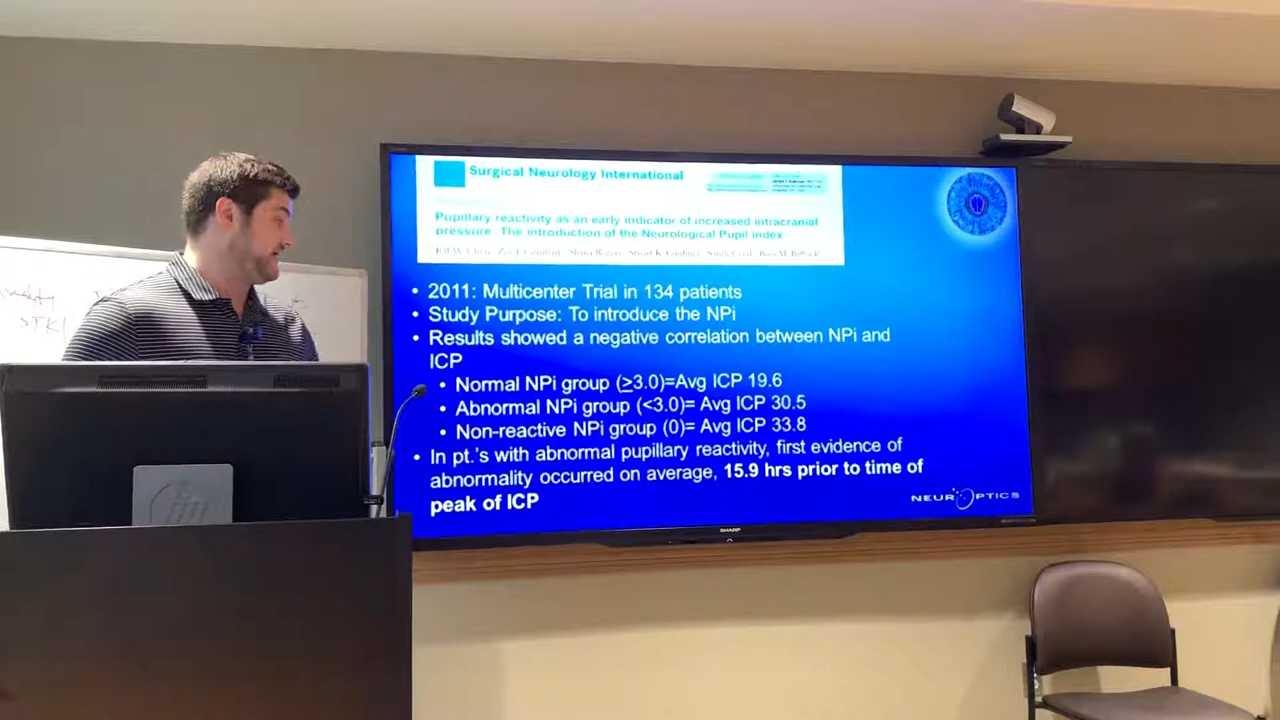 Surgical Neurology International
Pupillary reactivity as an early indicator of increased intracranial
pressure: The introduction of the Neurological Pupil index
• 2011: Multicenter Trial in 134 patients
• Study Purpose: To introduce the NPi
• Results showed a negative correlation between NPi and
ICP
• Normal NPi group (≥3.0)=Avg ICP 19.6
• Abnormal NPi group (<3.0)= Avg ICP 30.5
• Non-reactive NPi group (0)= Avg ICP 33.8
• In pt.'s with abnormal pupillary reactivity, first evidence of
abnormality occurred on average, 15.9 hrs prior to time of
peak of ICP
NEUROPTICS
SHARP
hp